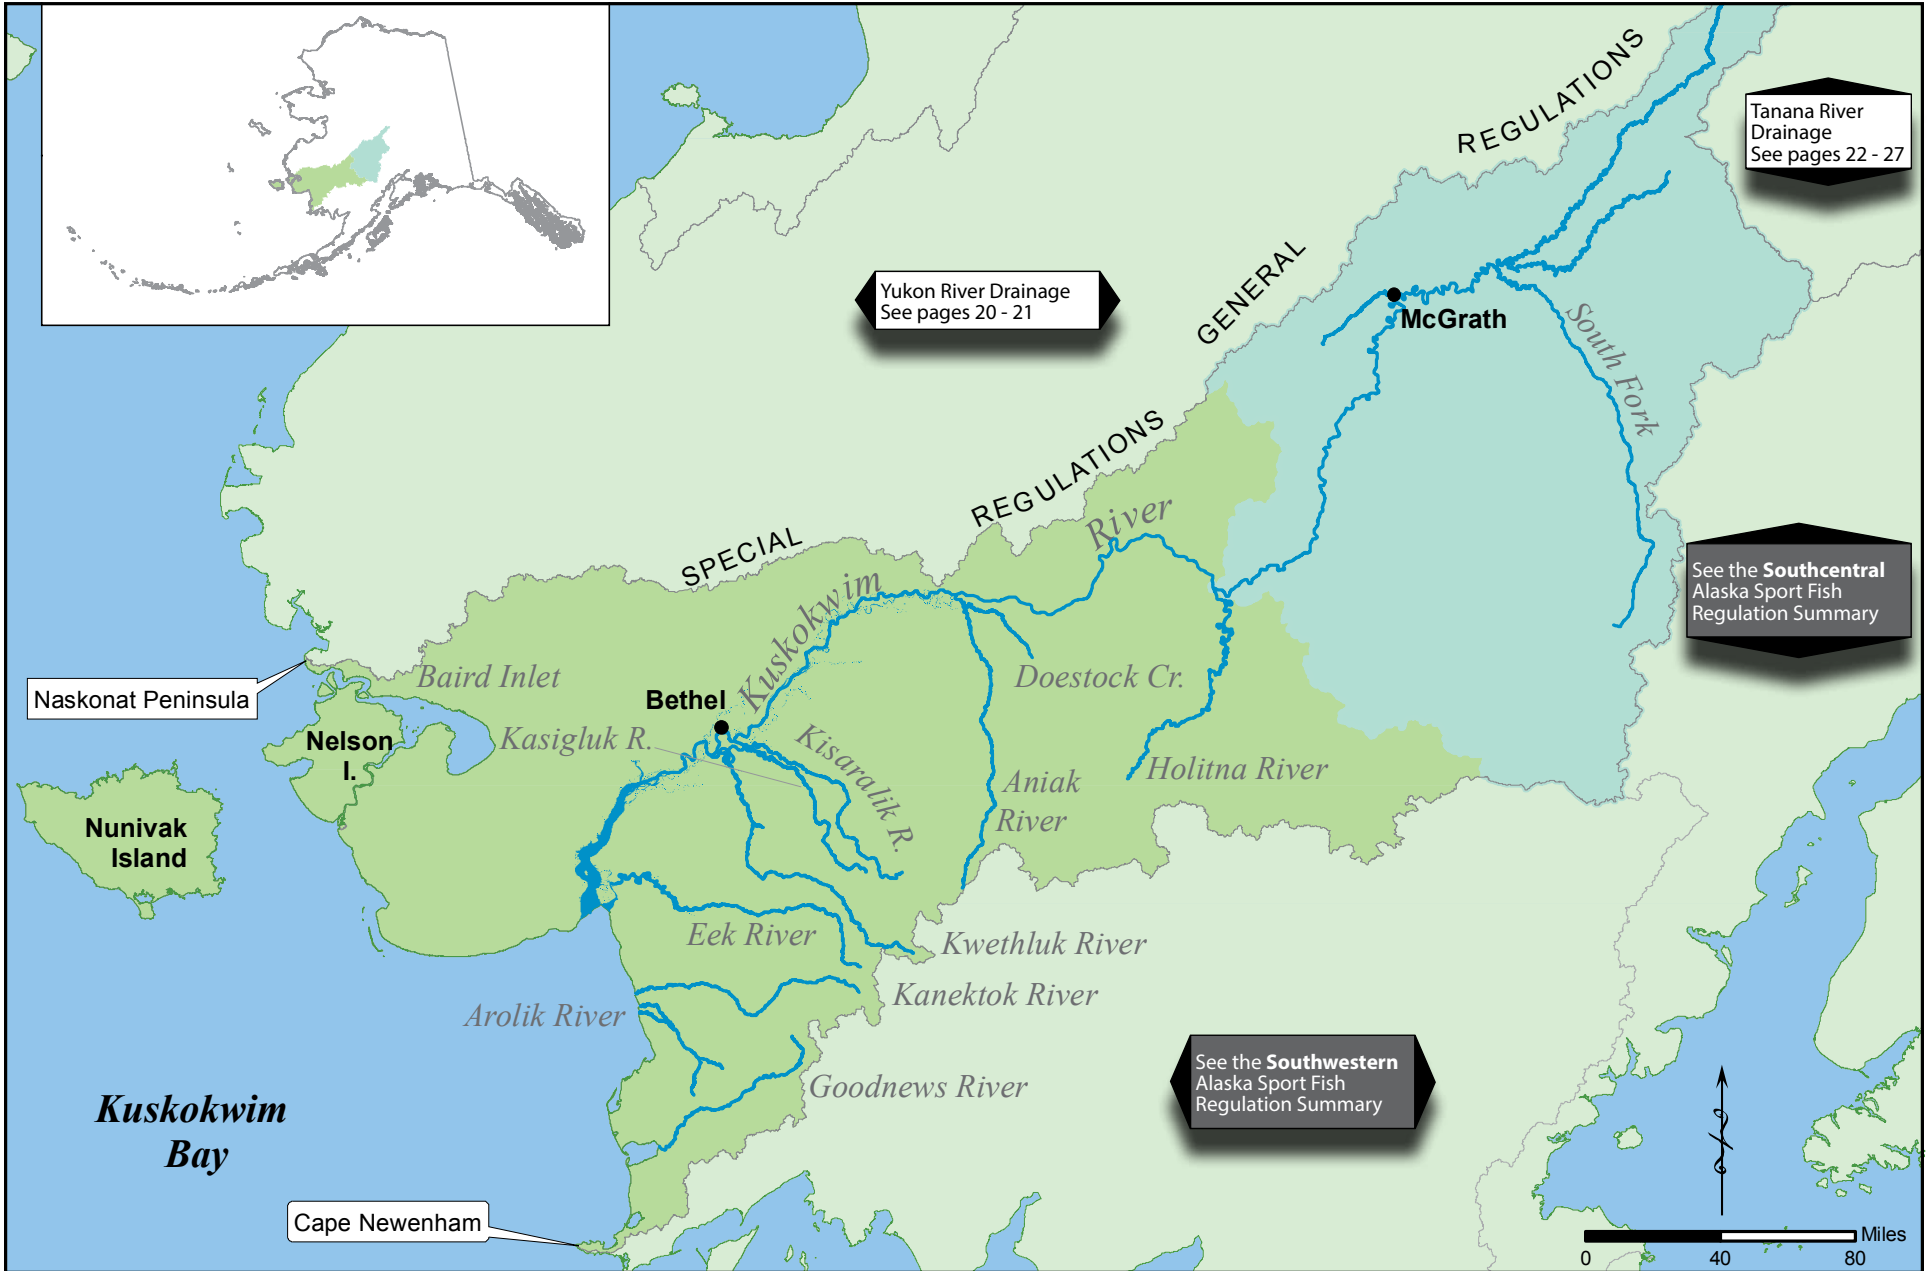 REGULATIONS
Tanana River
Drainage
See pages 22 - 27
Yukon River Drainage
See pages 20 - 21
GENERAL
McGrath
South Fork
REGULATIONS
River
SPECIAL
See the Southcentral
Alaska Sport Fish
Regulation Summary
Kuskokwim
Baird Inlet
Doestock Cr.
Naskonat Peninsula
Bethel
Nelson
I.
Kasigluk R.
Kisaralik R.
Holitna River
Aniak
River
Nunivak
Island
Eek River
Kwethluk River
Kanektok River
Arolik River
Goodnews River
See the Southwestern
Alaska Sport Fish
Regulation Summary
Kuskokwim
Bay
Cape Newenham
Miles
0 40 80